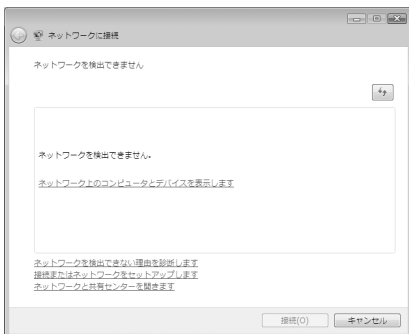 ネットワークに接続
ネットワークを検出できません
ネットワークを検出できません。
ネットワーク上のコンピュータとデバイスを表示します
ネットワークを検出できない理由を診断します
接続またはネットワークをセットアップします
ネットワークと共有センターを開きます
接続(O)
キャンセル